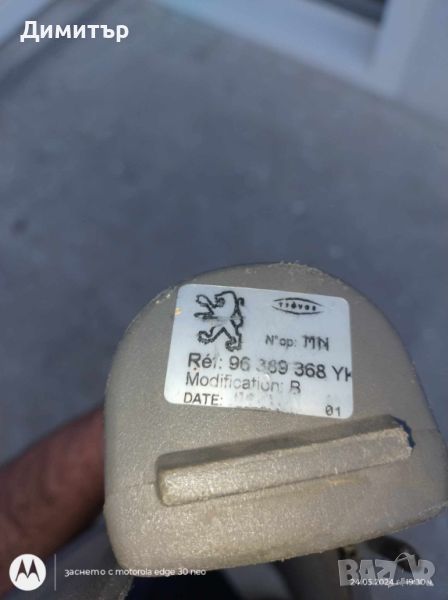 Димитър
TRÈVES
N°op: MN
Réf: 96 389 368 YK
Modification: B
DATE:
01
заснето с motorola edge 30 neo
24.05.2024 г. 19:30 ч.
BAZAR